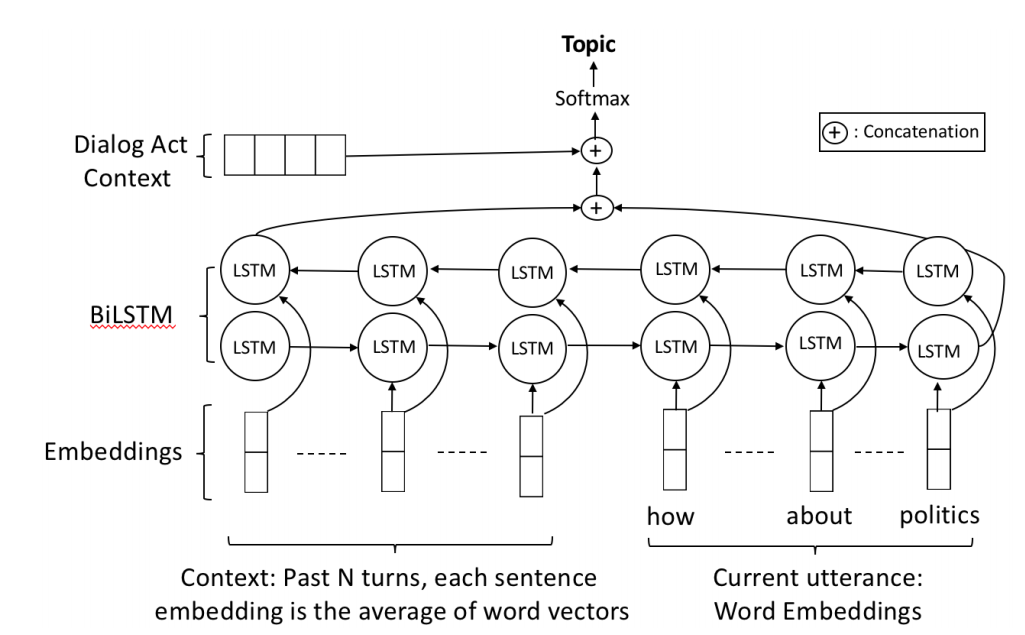 Topic
Softmax
Dialog Act
Context
+
+ : Concatenation
+
LSTM LSTM LSTM LSTM LSTM LSTM
BiLSTM
LSTM LSTM LSTM LSTM LSTM LSTM
Embeddings
how about politics
Context: Past N turns, each sentence
embedding is the average of word vectors
Current utterance:
Word Embeddings